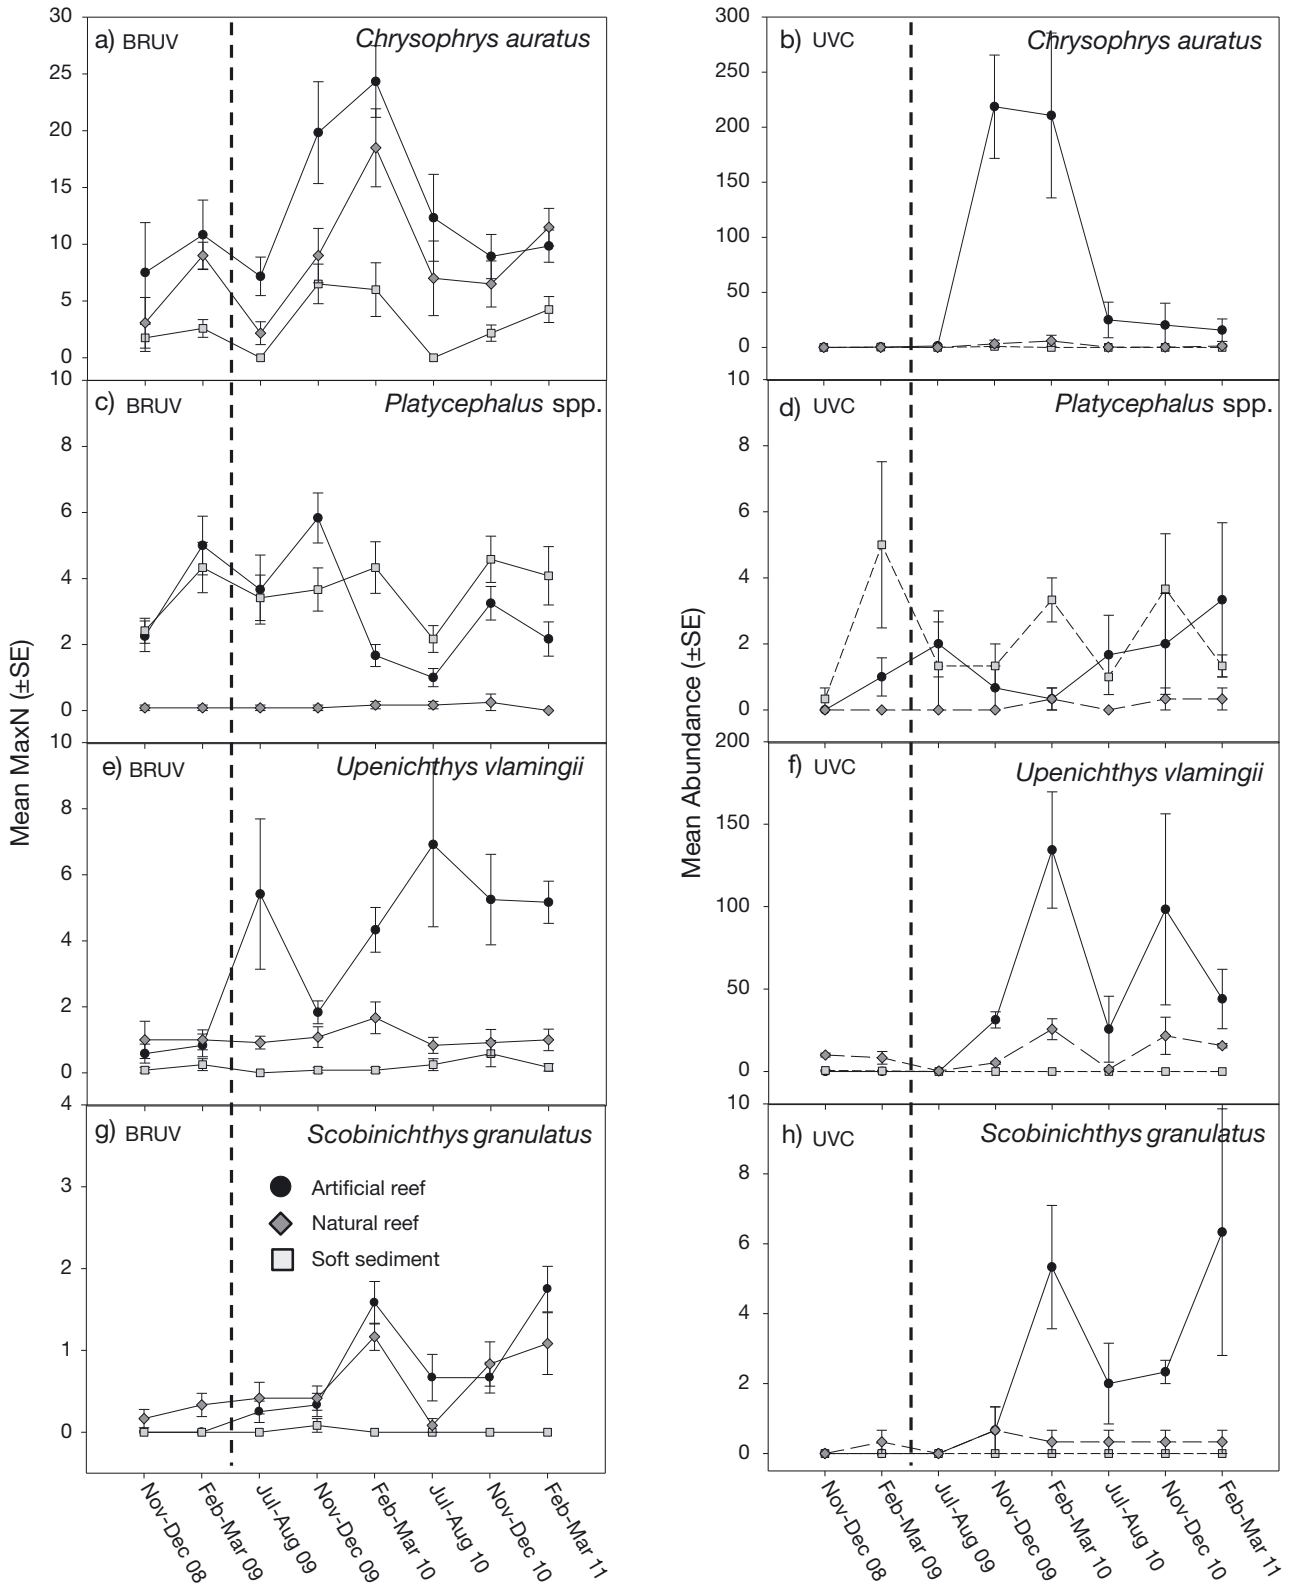 a) BRUV
Chrysophrys auratus
30
25
20
15
10
5
0
b) UVC
Chrysophrys auratus
300
250
200
150
100
50
0
c) BRUV
Platycephalus spp.
10
8
6
4
2
0
d) UVC
Platycephalus spp.
10
8
6
4
2
0
Mean MaxN (±SE)
Mean Abundance (±SE)
e) BRUV
Upenichthys vlamingii
10
8
6
4
2
0
f) UVC
Upenichthys vlamingii
200
150
100
50
0
g) BRUV
Scobinichthys granulatus
4
3
2
1
0
Artificial reef
Natural reef
Soft sediment
h) UVC
Scobinichthys granulatus
10
8
6
4
2
0
Nov–Dec 08
Feb–Mar 09
Jul–Aug 09
Nov–Dec 09
Feb–Mar 10
Jul–Aug 10
Nov–Dec 10
Feb–Mar 11
Nov–Dec 08
Feb–Mar 09
Jul–Aug 09
Nov–Dec 09
Feb–Mar 10
Jul–Aug 10
Nov–Dec 10
Feb–Mar 11